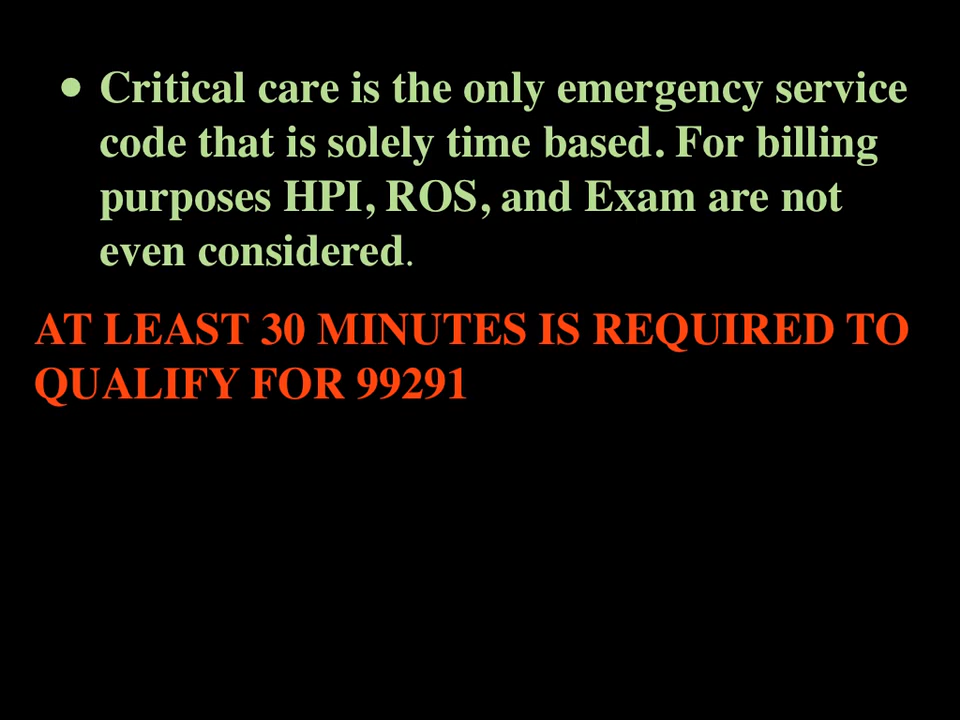 • Critical care is the only emergency service
code that is solely time based. For billing
purposes HPI, ROS, and Exam are not
even considered.
AT LEAST 30 MINUTES IS REQUIRED TO
QUALIFY FOR 99291